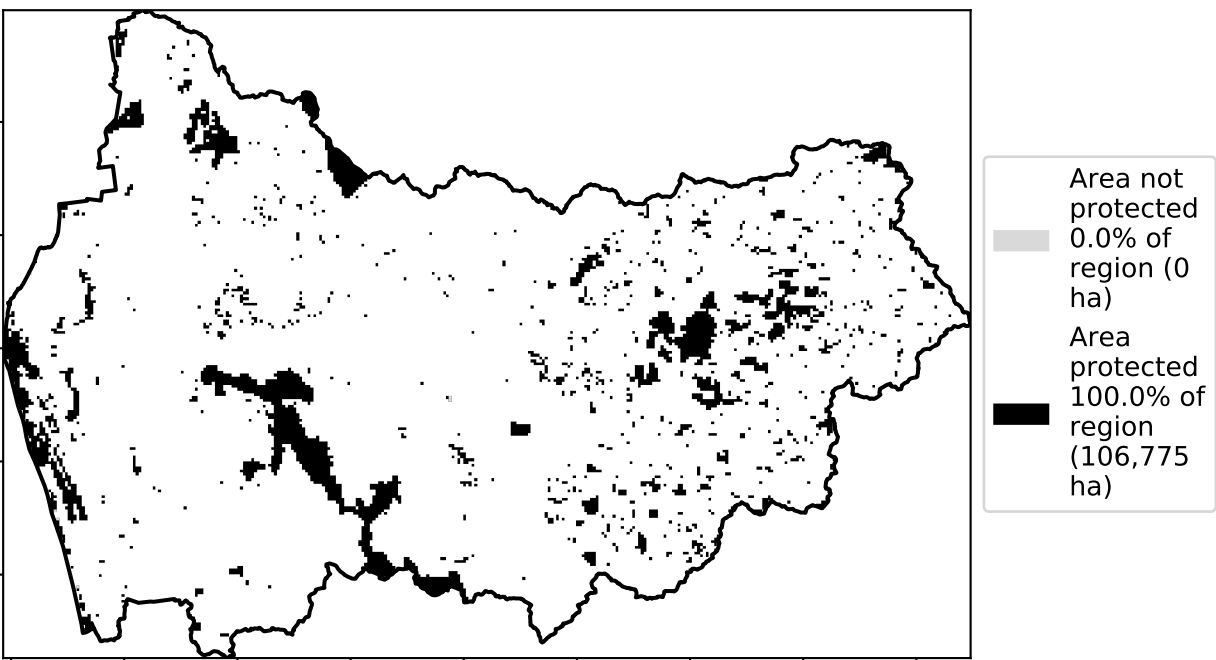 Area not
protected
0.0% of
region (0
ha)
Area
protected
100.0% of
region
(106,775
ha)